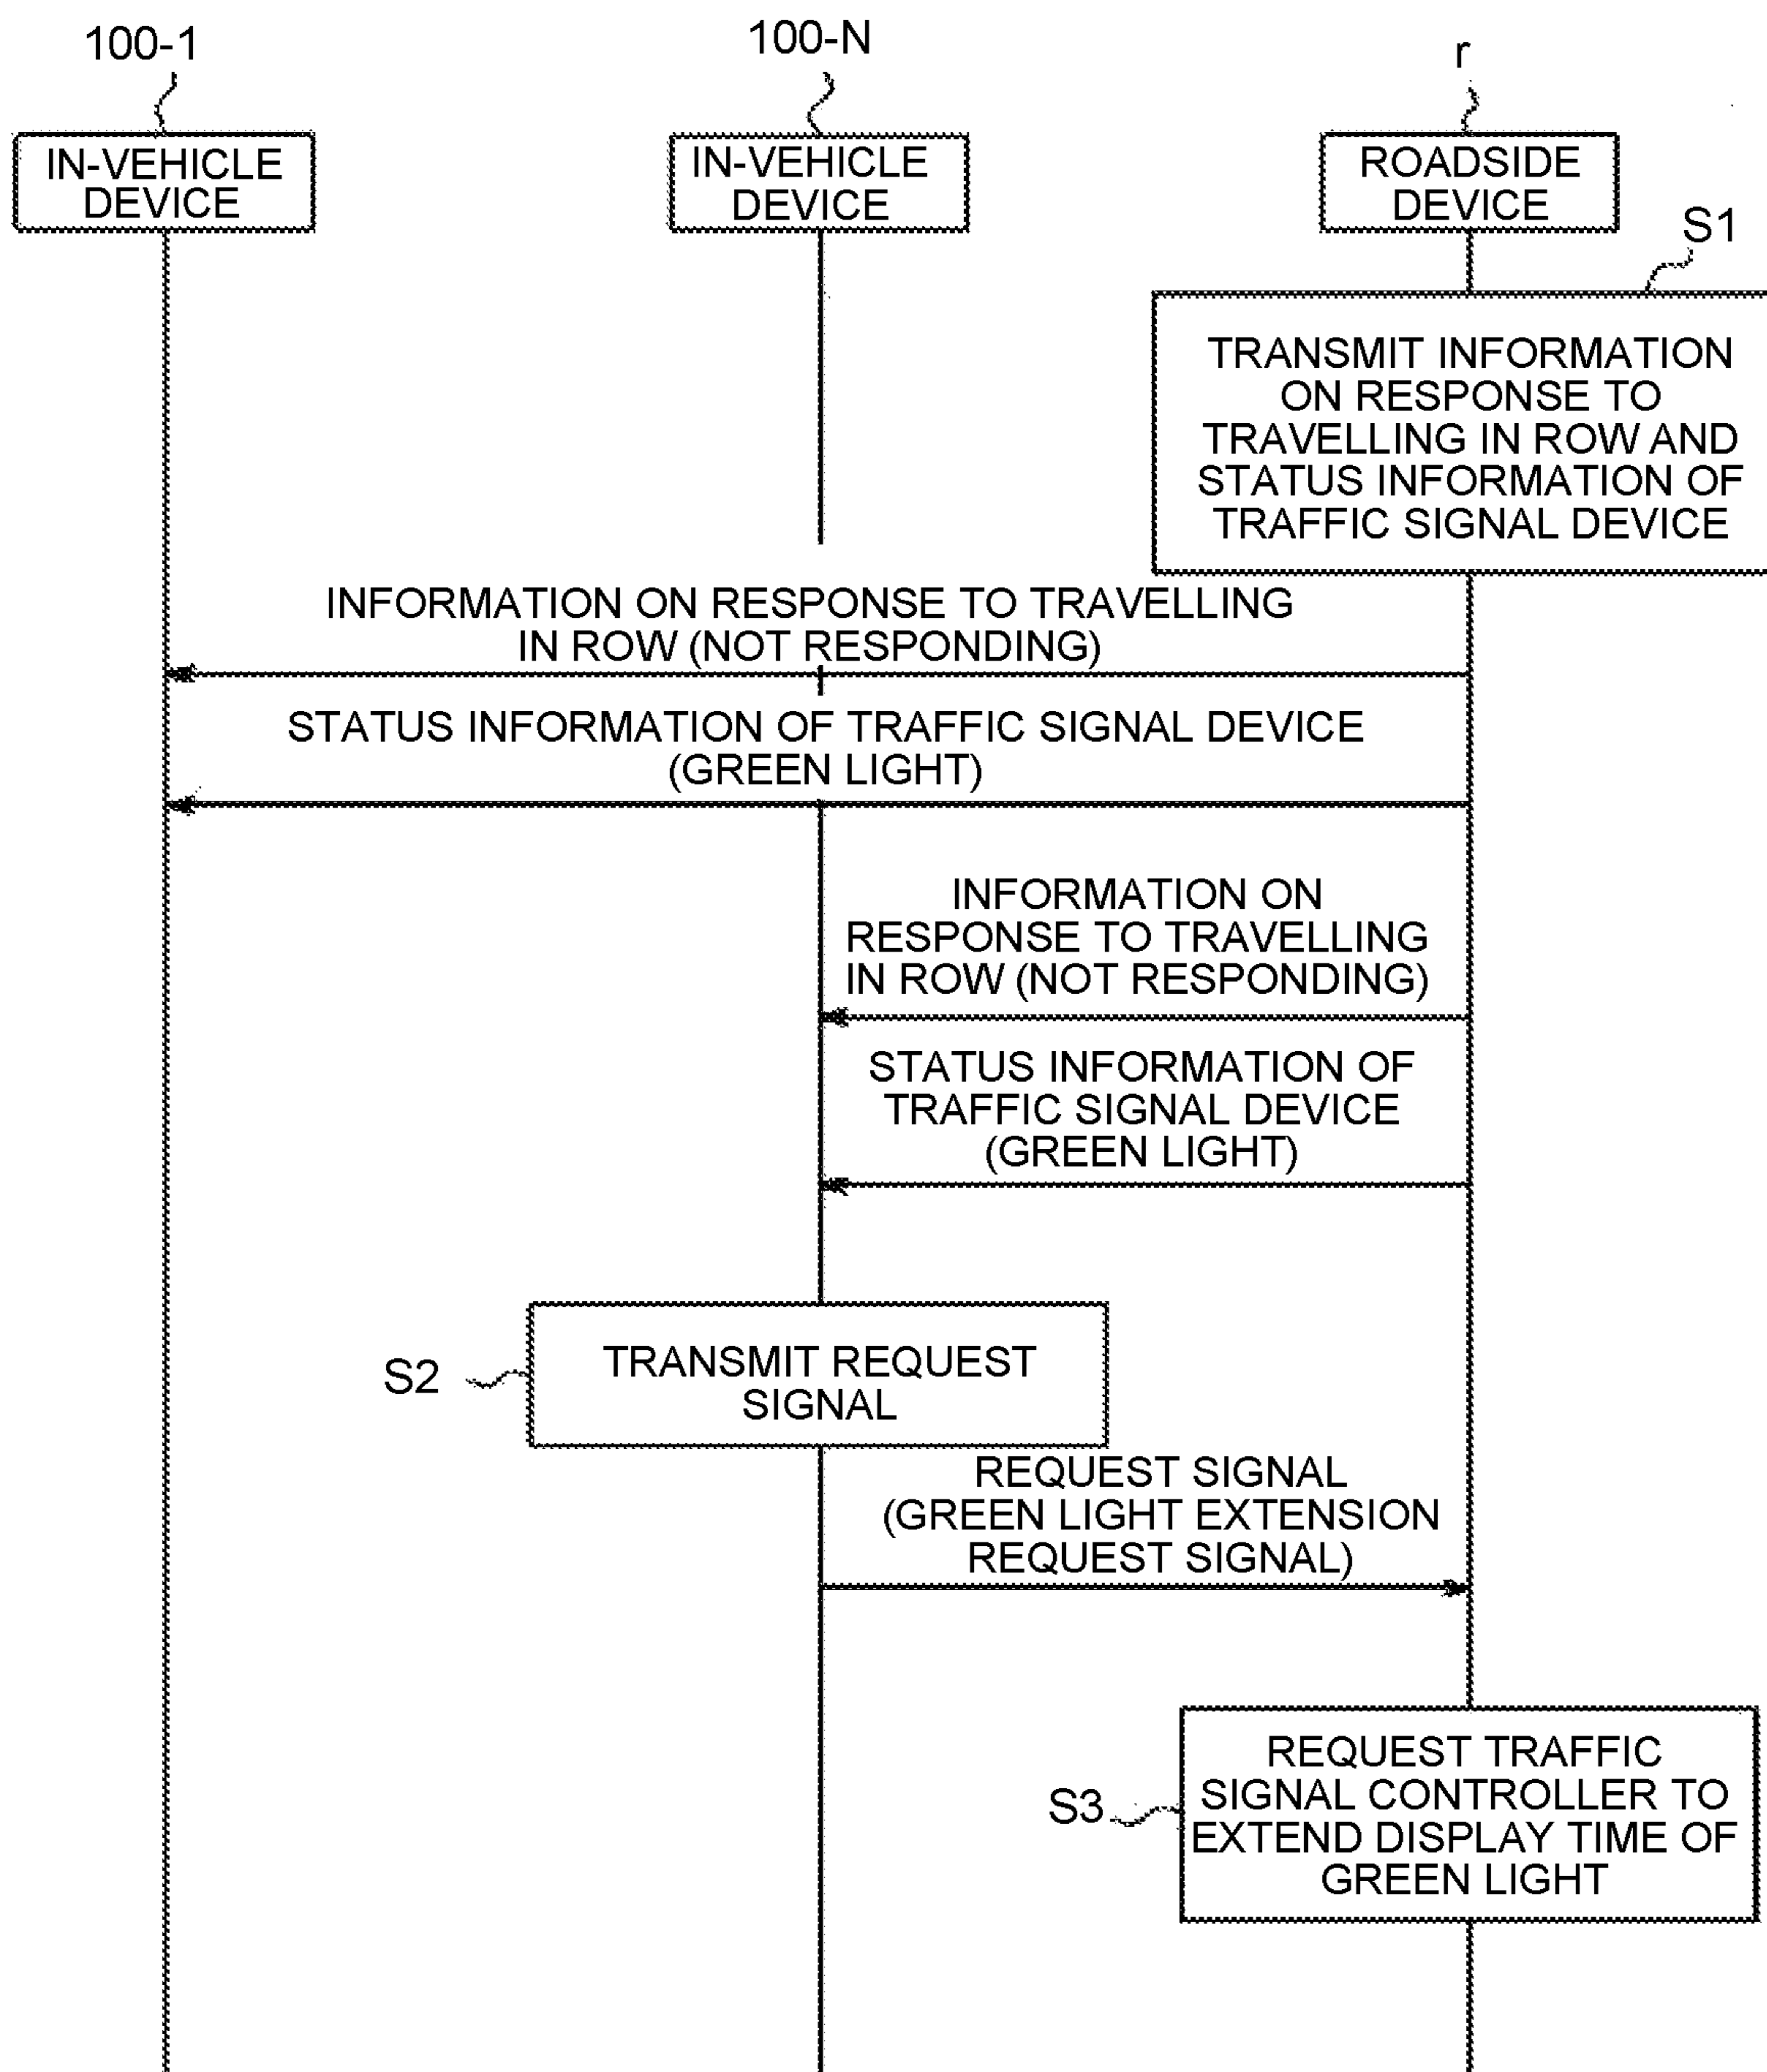 100-1
100-N
r
IN-VEHICLE
DEVICE
IN-VEHICLE
DEVICE
ROADSIDE
DEVICE
S1
TRANSMIT INFORMATION
ON RESPONSE TO
TRAVELLING IN ROW AND
STATUS INFORMATION OF
TRAFFIC SIGNAL DEVICE
INFORMATION ON RESPONSE TO TRAVELLING
IN ROW (NOT RESPONDING)
STATUS INFORMATION OF TRAFFIC SIGNAL DEVICE
(GREEN LIGHT)
INFORMATION ON
RESPONSE TO TRAVELLING
IN ROW (NOT RESPONDING)
STATUS INFORMATION OF
TRAFFIC SIGNAL DEVICE
(GREEN LIGHT)
S2
TRANSMIT REQUEST
SIGNAL
REQUEST SIGNAL
(GREEN LIGHT EXTENSION
REQUEST SIGNAL)
S3
REQUEST TRAFFIC
SIGNAL CONTROLLER TO
EXTEND DISPLAY TIME OF
GREEN LIGHT